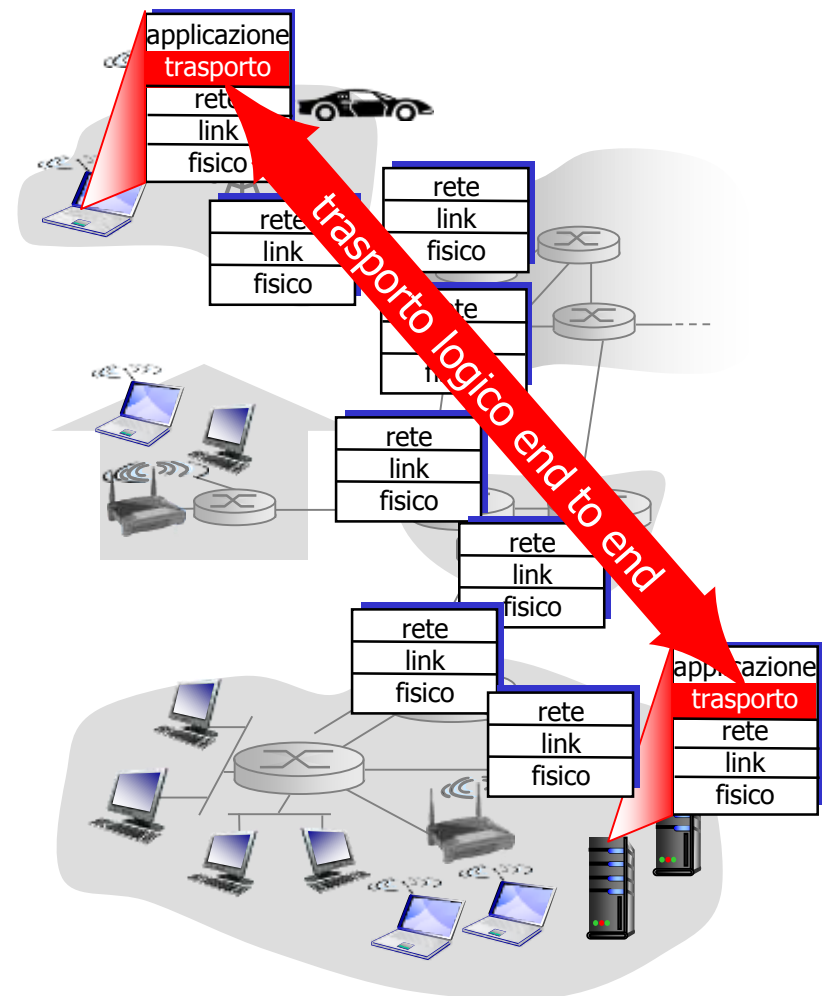 applicazione
trasporto
rete
link
fisico
rete
link
fisico
rete
link
fisico
trasporto logico end to end
rete
link
fisico
rete
link
fisico
rete
link
fisico
applicazione
trasporto
rete
link
fisico
rete
link
fisico